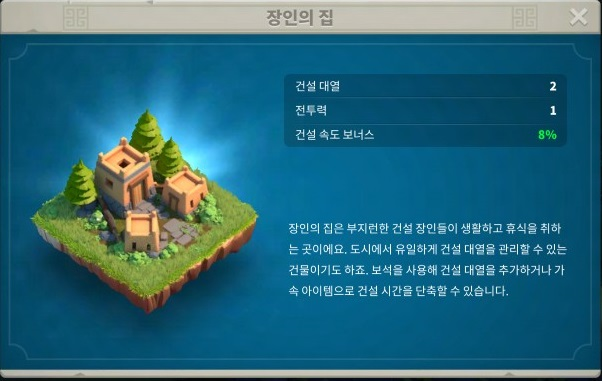 장인의 집
건설 대열 2
전투력 1
건설 속도 보너스 8%
장인의 집은 부지런한 건설 장인들이 생활하고 휴식을 취하
는 곳이에요. 도시에서 유일하게 건설 대열을 관리할 수 있는
건물이기도 하죠. 보석을 사용해 건설 대열을 추가하거나 가
속 아이템으로 건설 시간을 단축할 수 있습니다.